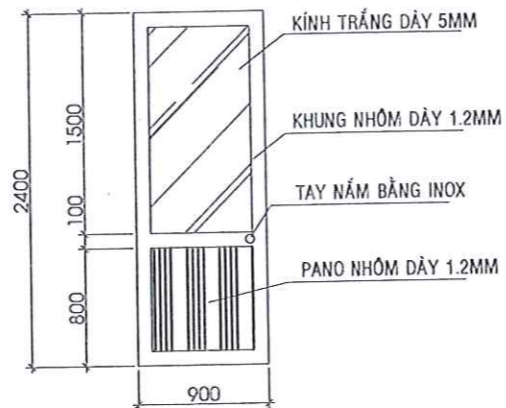 KÍNH TRẮNG DÀY 5MM
KHUNG NHÔM DÀY 1.2MM
TAY NẮM BẰNG INOX
PANO NHÔM DÀY 1.2MM
2400
1500
100
800
900